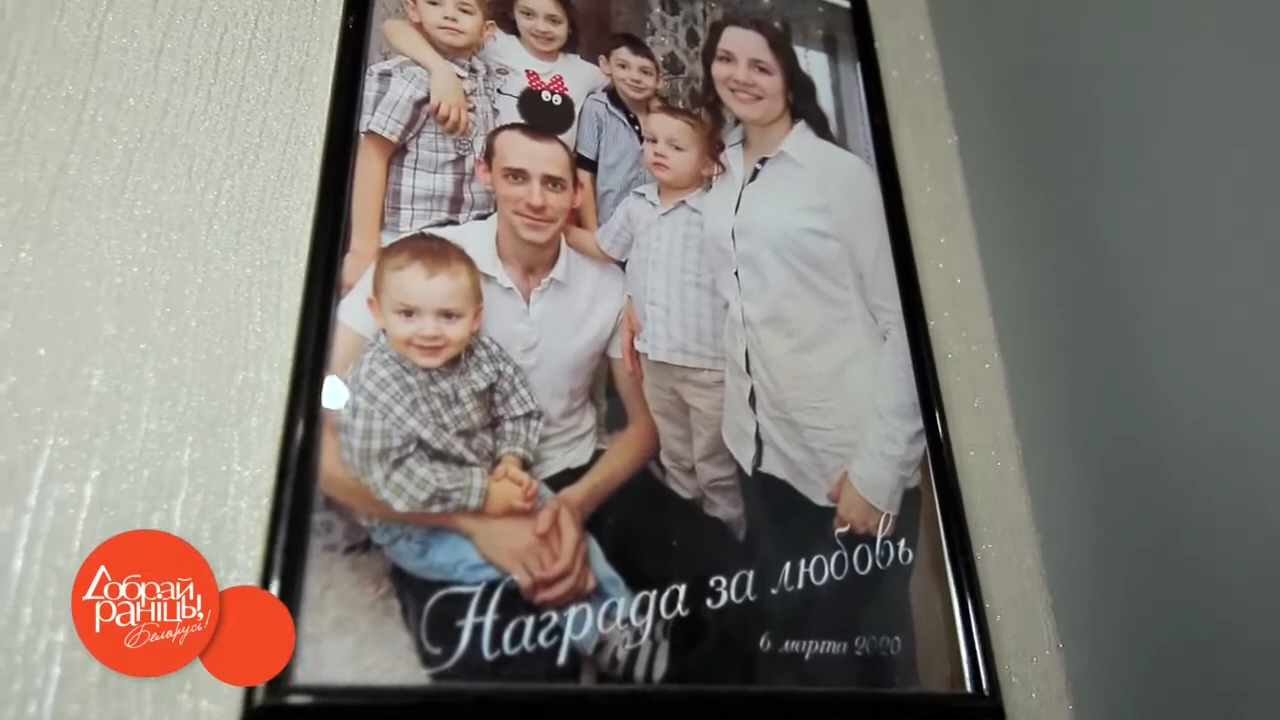 Награда за любовь
6 марта 2020
Добрай
раніцы,
Беларусь!